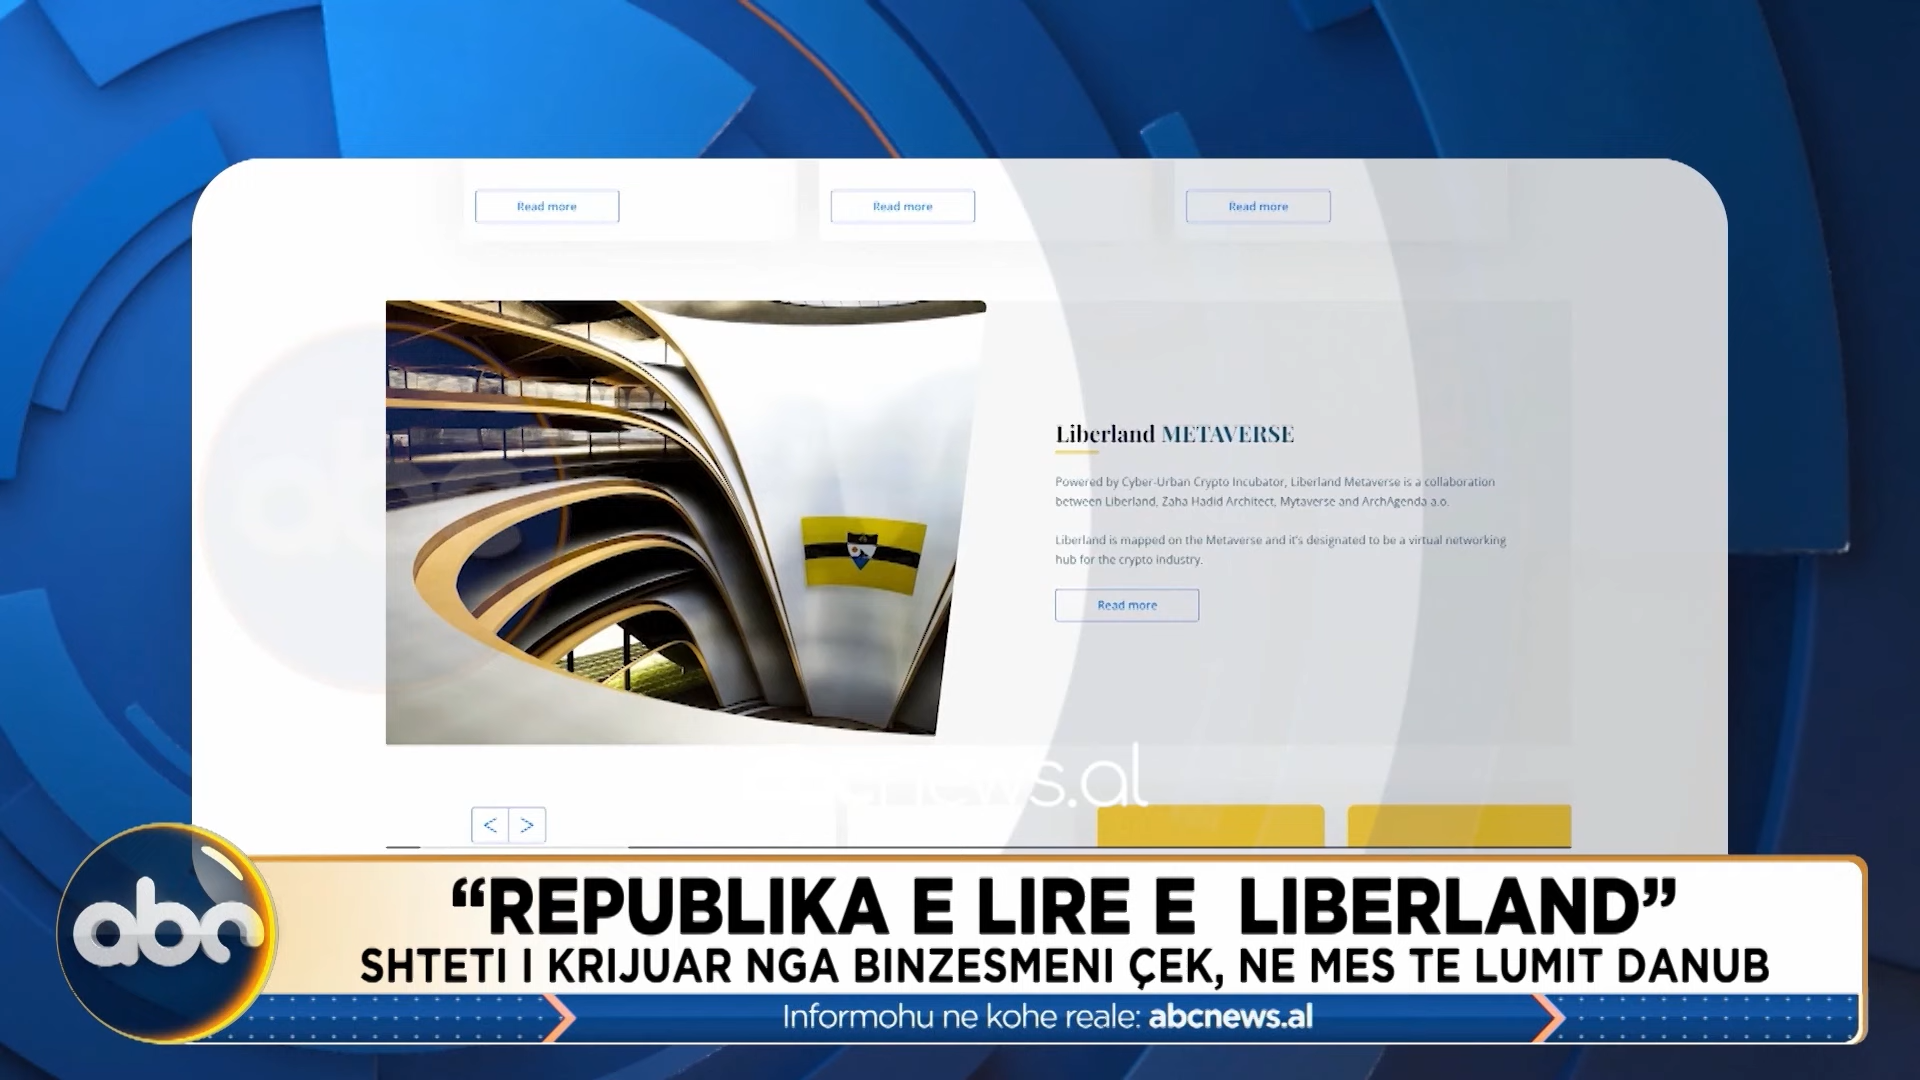 Read more
Read more
Read more
Liberland METAVERSE
Powered by Cyber-Urban Crypto Incubator, Liberland Metaverse is a collaboration
between Liberland, Zaha Hadid Architect, Mytaverse and ArchAgenda a.o.
Liberland is mapped on the Metaverse and it's designated to be a virtual networking
hub for the crypto industry.
Read more
abcnews.al
< >
abc
“REPUBLIKA E LIRE E LIBERLAND”
SHTETI I KRIJUAR NGA BINZESMENI ÇEK, NE MES TE LUMIT DANUB
Informohu ne kohe reale: abcnews.al